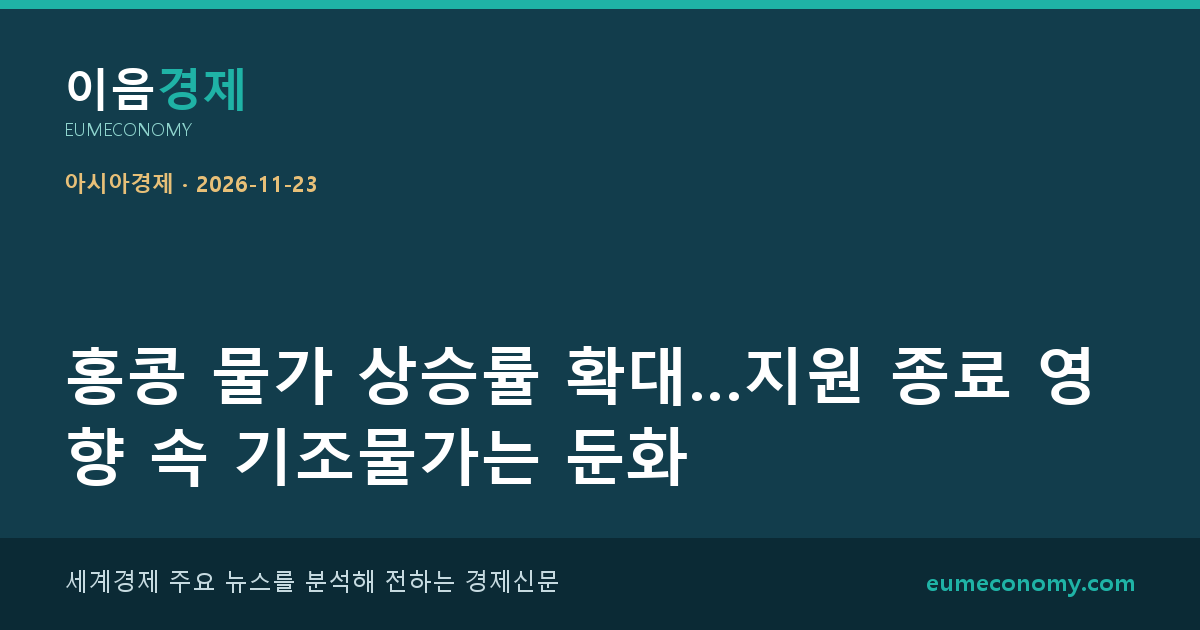 이음경제
EUMECONOMY
아시아경제 · 2026-11-23
홍콩 물가 상승률 확대...지원 종료 영
향 속 기조물가는 둔화
세계경제 주요 뉴스를 분석해 전하는 경제신문
eumeconomy.com